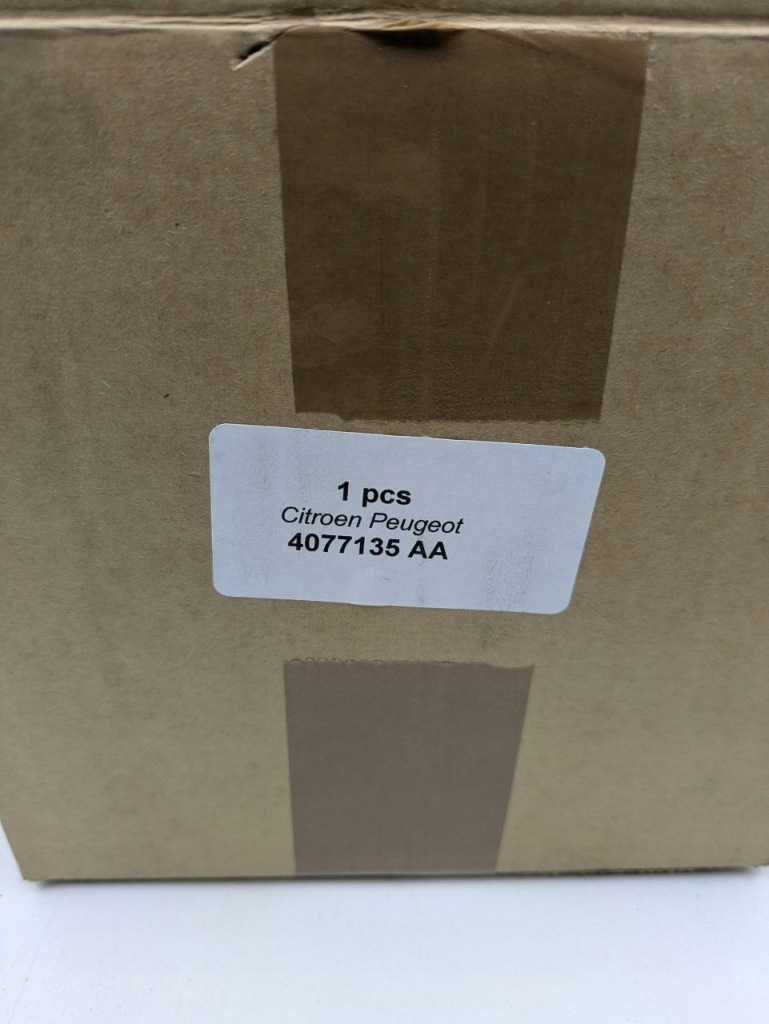 1 pcs
Citroen Peugeot
4077135 AA